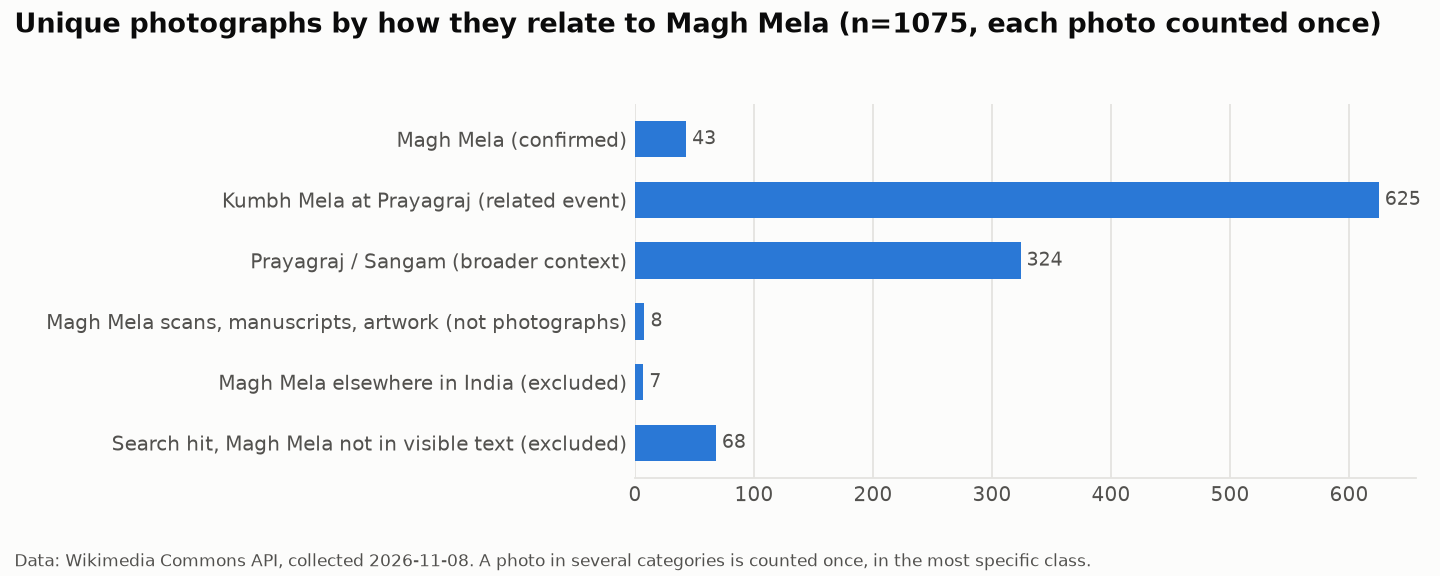 Unique photographs by how they relate to Magh Mela (n=1075, each photo counted once)
Magh Mela (confirmed) 43
Kumbh Mela at Prayagraj (related event) 625
Prayagraj / Sangam (broader context) 324
Magh Mela scans, manuscripts, artwork (not photographs) 8
Magh Mela elsewhere in India (excluded) 7
Search hit, Magh Mela not in visible text (excluded) 68
0 100 200 300 400 500 600
Data: Wikimedia Commons API, collected 2026-11-08. A photo in several categories is counted once, in the most specific class.